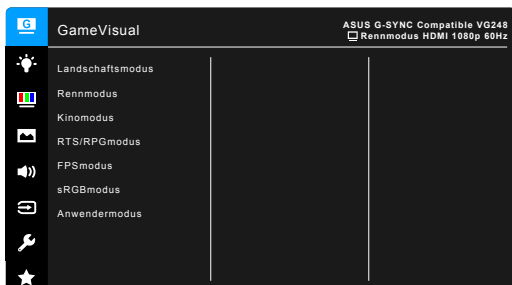 G
GameVisual
ASUS G-SYNC Compatible VG248
Rennmodus HDMI 1080p 60Hz
Landschaftsmodus
Rennmodus
Kinomodus
RTS/RPGmodus
FPSmodus
sRGBmodus
Anwendermodus